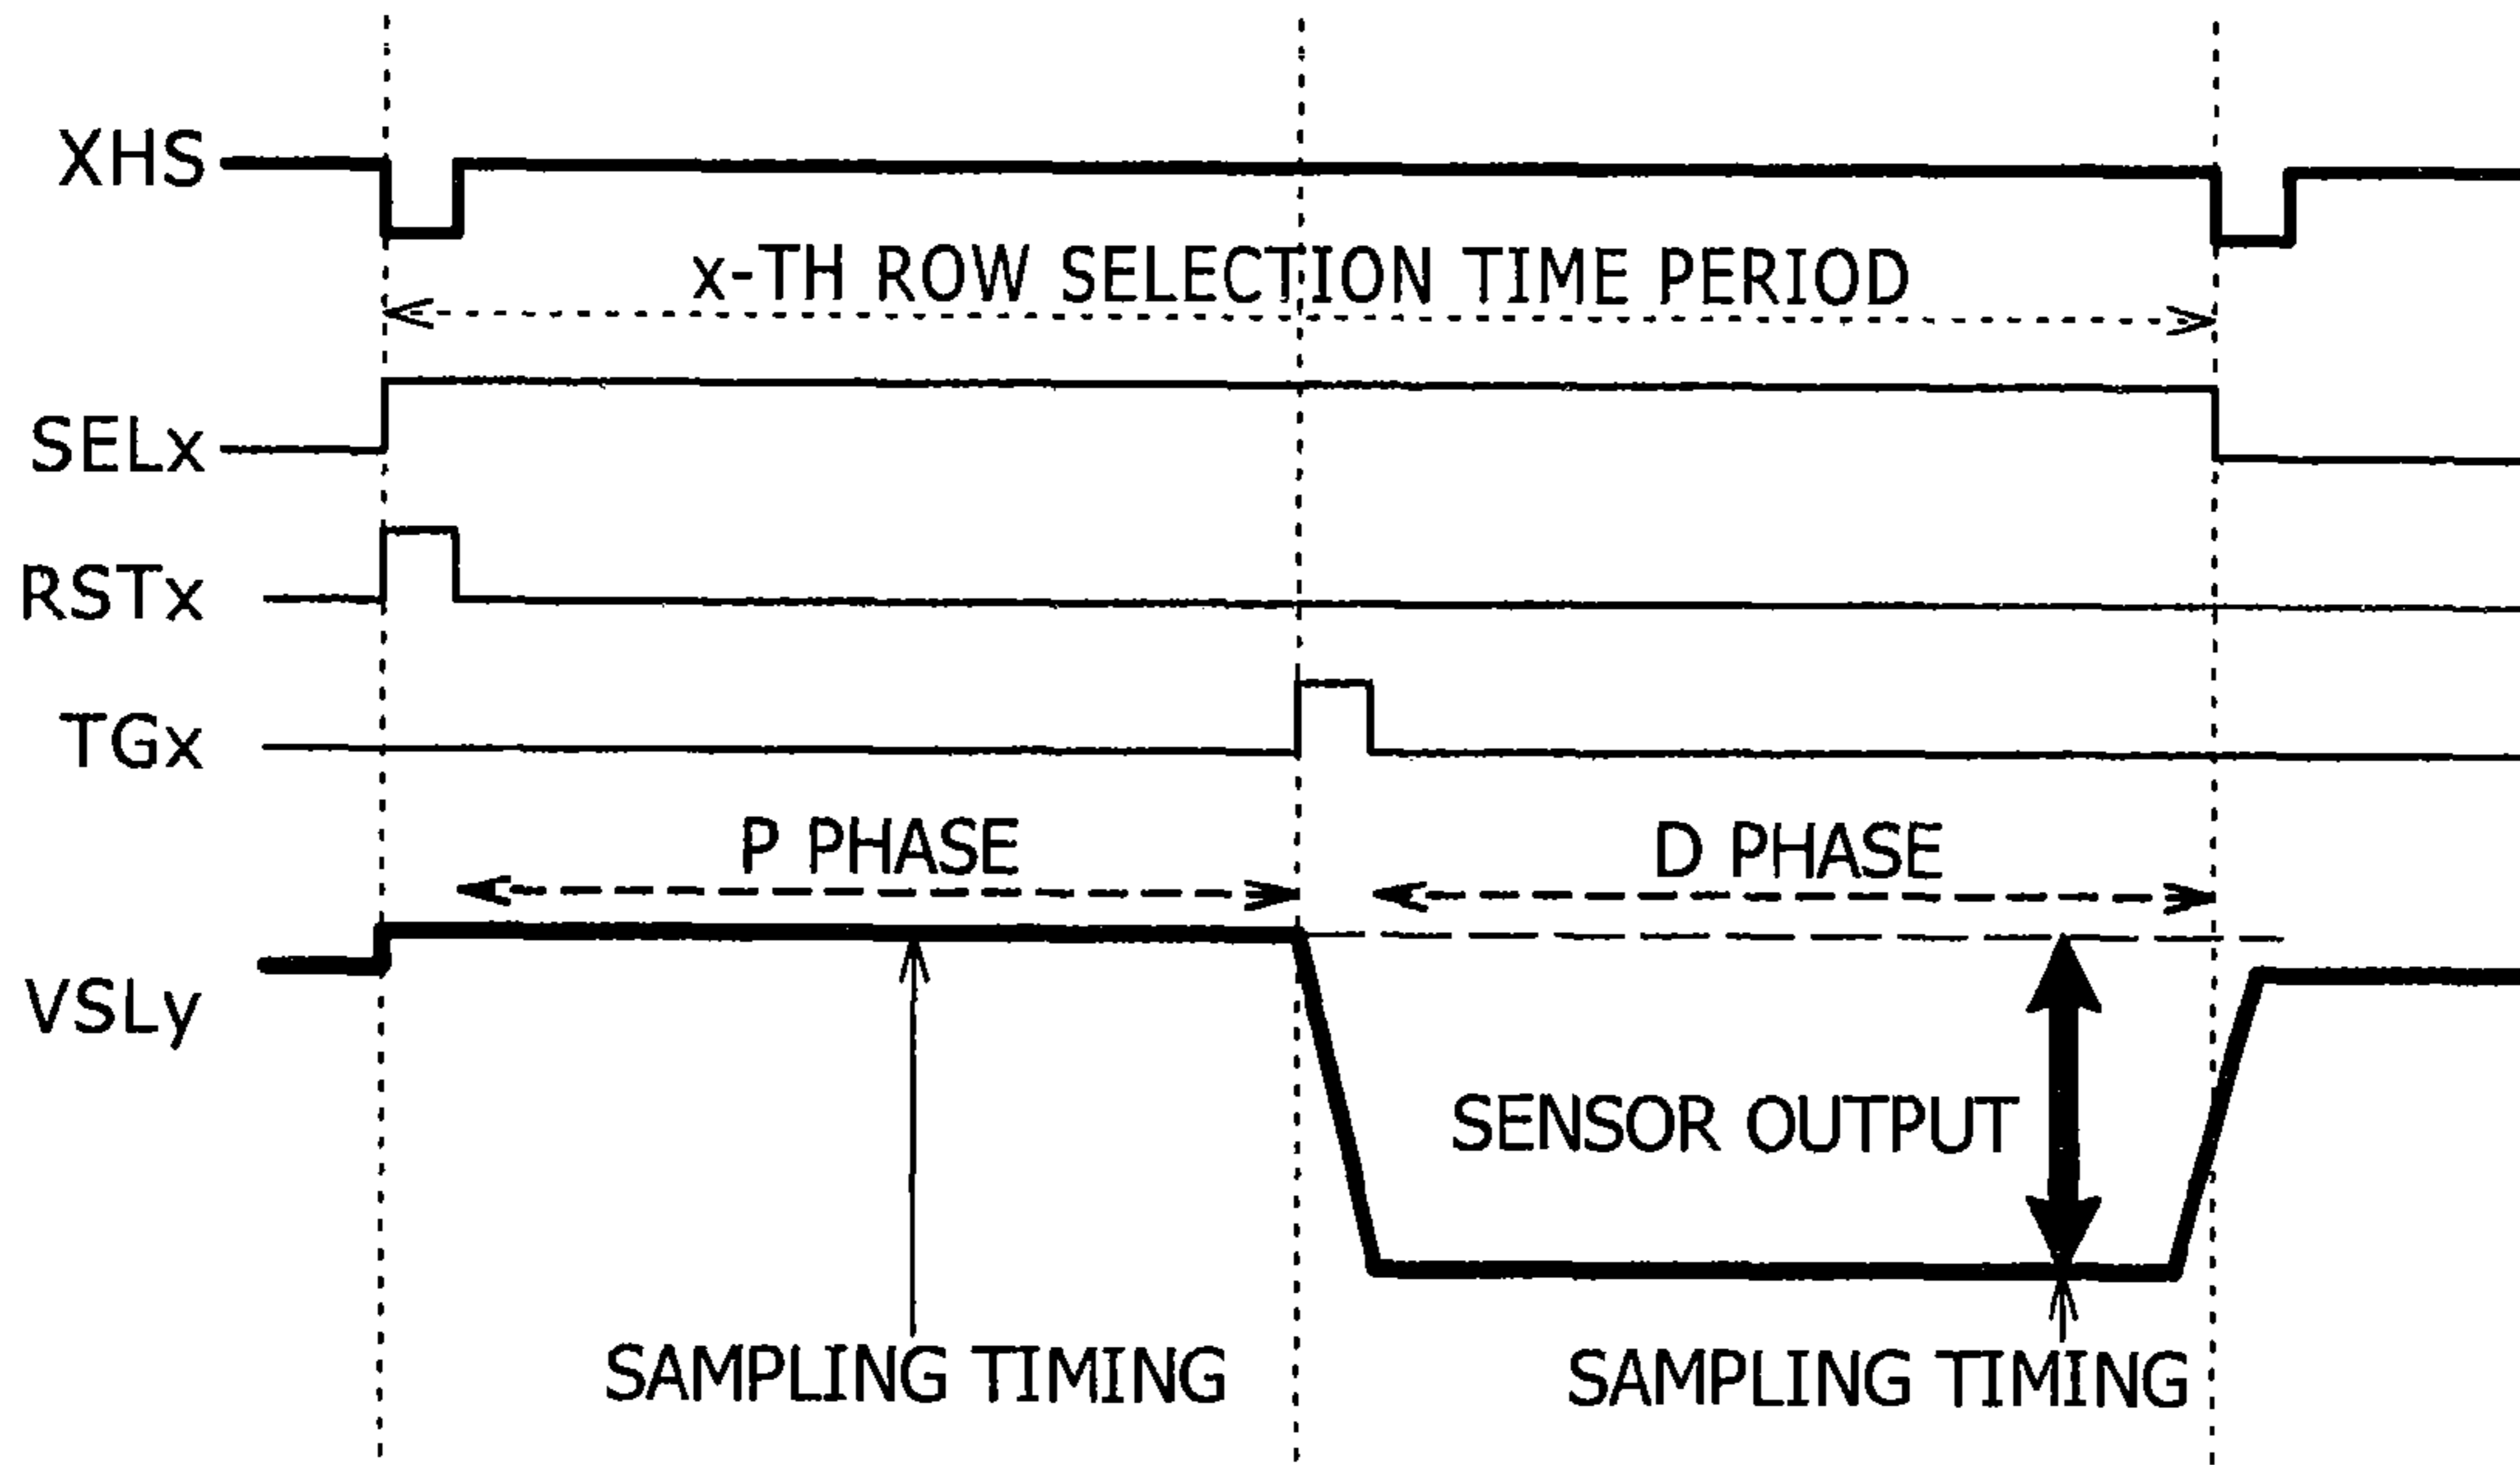 XHS
x-TH ROW SELECTION TIME PERIOD
SELx
RSTx
TGx
P PHASE
D PHASE
VSLy
SENSOR OUTPUT
SAMPLING TIMING
SAMPLING TIMING